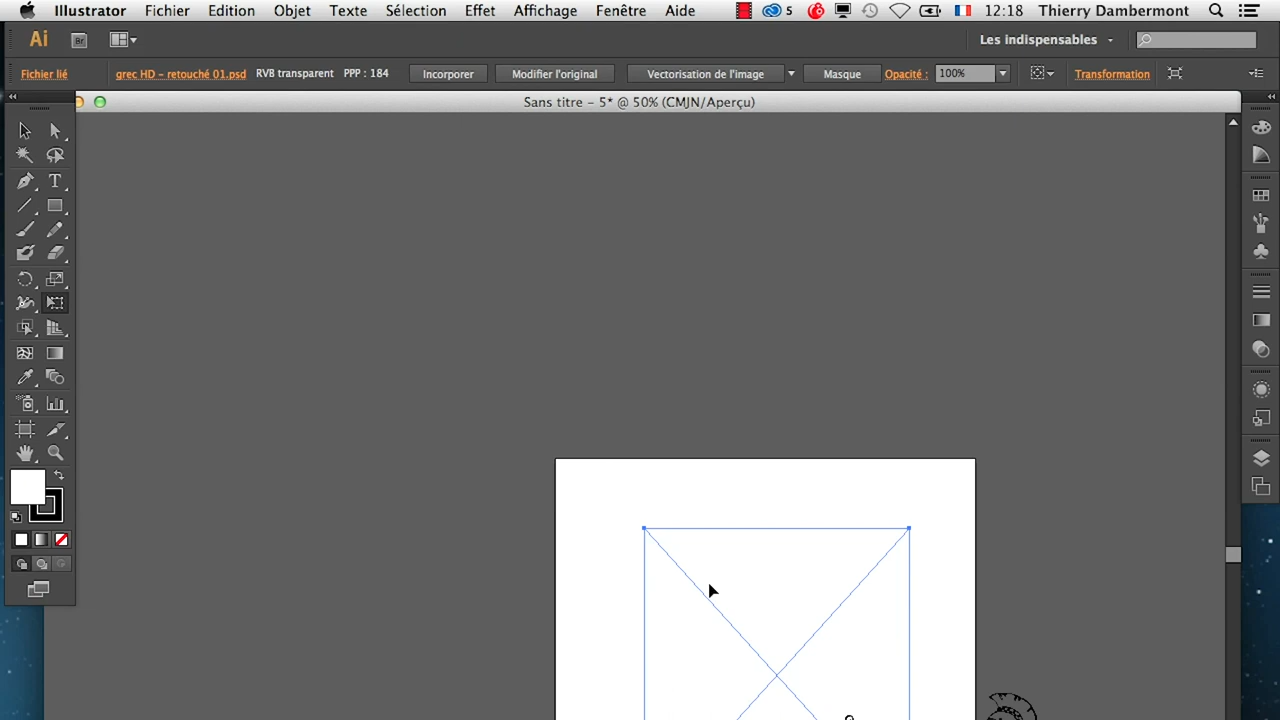 Illustrator Fichier Edition Objet Texte Sélection Effet Affichage Fenêtre Aide 5 12:18 Thierry Dambermont
Ai Br Les indispensables
Fichier lié grec HD - retouché 01.psd RVB transparent PPP : 184 Incorporer Modifier l'original Vectorisation de l'image Masque Opacité : 100% Transformation
Sans titre - 5* @ 50% (CMJN/Aperçu)
T